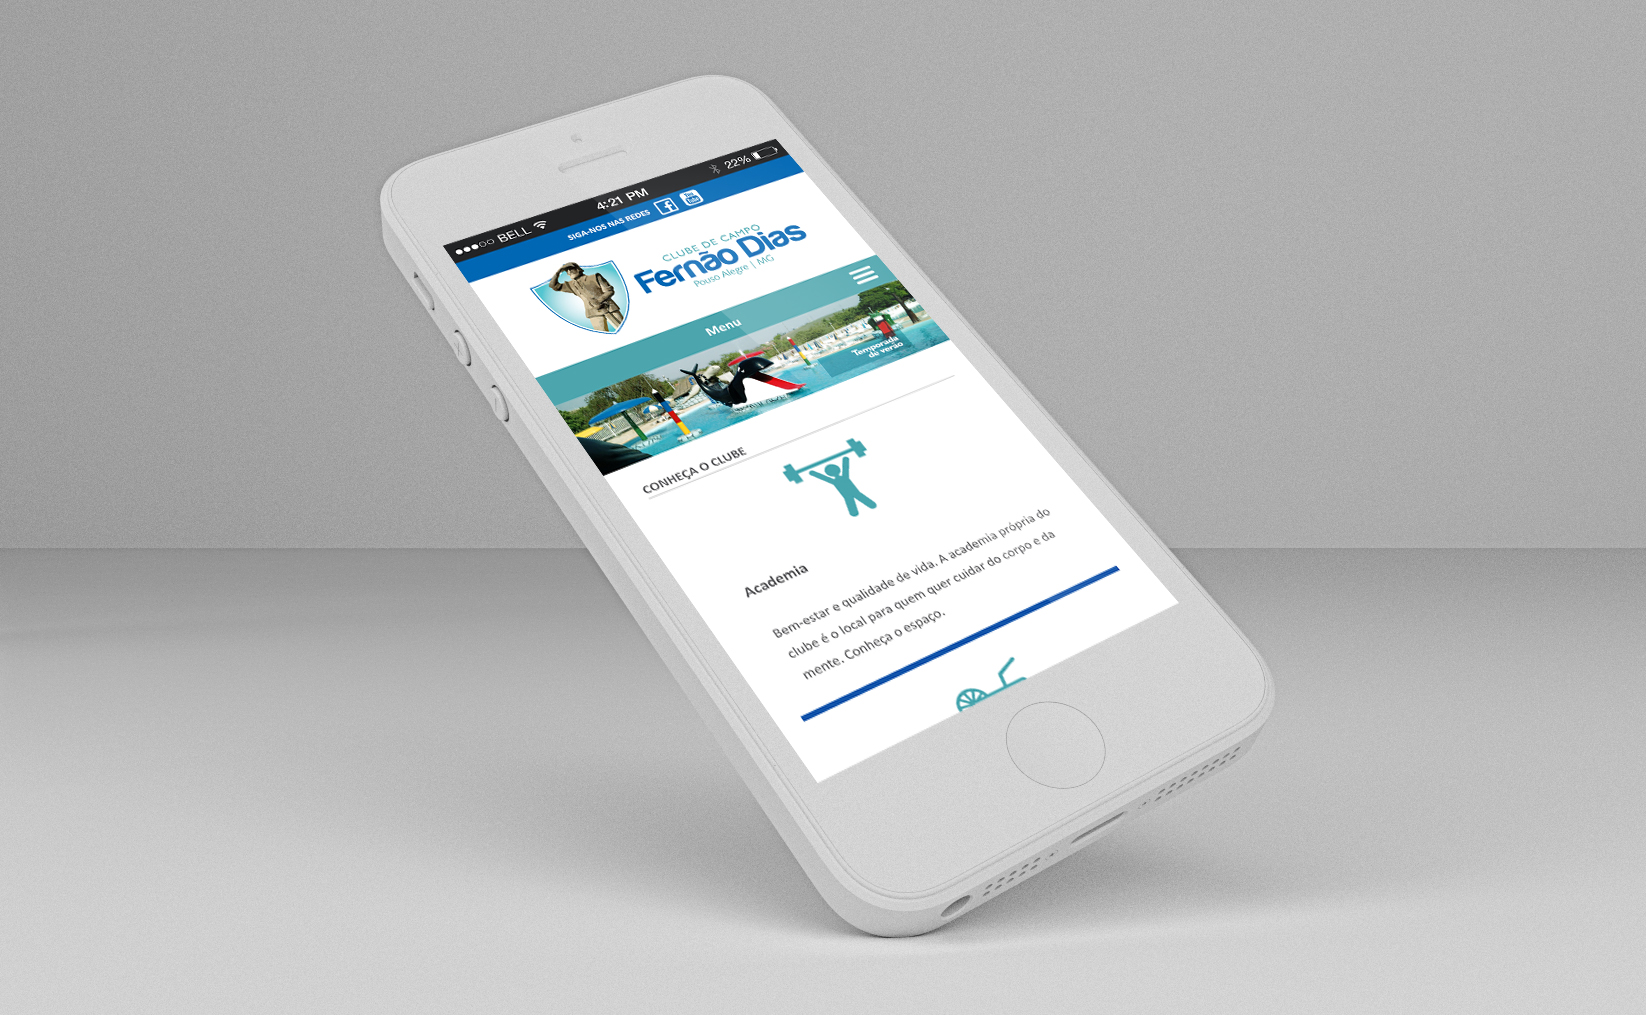 BELL 4:21 PM 22%
SIGA-NOS NAS REDES
You
Tube
CLUBE DE CAMPO
Fernão Dias
Pouso Alegre | MG
Menu
Temporada
de verão
CONHEÇA O CLUBE
Academia
Bem-estar e qualidade de vida. A academia própria do
clube é o local para quem quer cuidar do corpo e da
mente. Conheça o espaço.